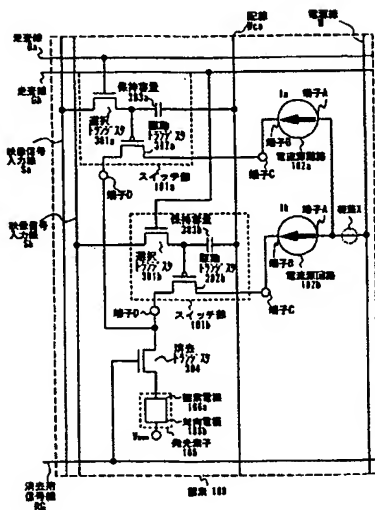 配線
Wco
電源線
W
走査線
Ga
走査線
Gb
保持容量
303a
選択
トランジスタ
301a
駆動
トランジスタ
302a
スイッチ部
101a
端子D
Ia
端子A
端子B
電流源回路
102a
端子C
映像信号
入力線
Sa
映像信号
入力線
Sb
保持容量
303b
選択
トランジスタ
301b
駆動
トランジスタ
302b
スイッチ部
101b
端子D
Ib
端子A
端子B
電流源回路
102b
端子C
消去
トランジスタ
304
画素電極
対向電極
発光素子
消去用
信号線
RG
画素